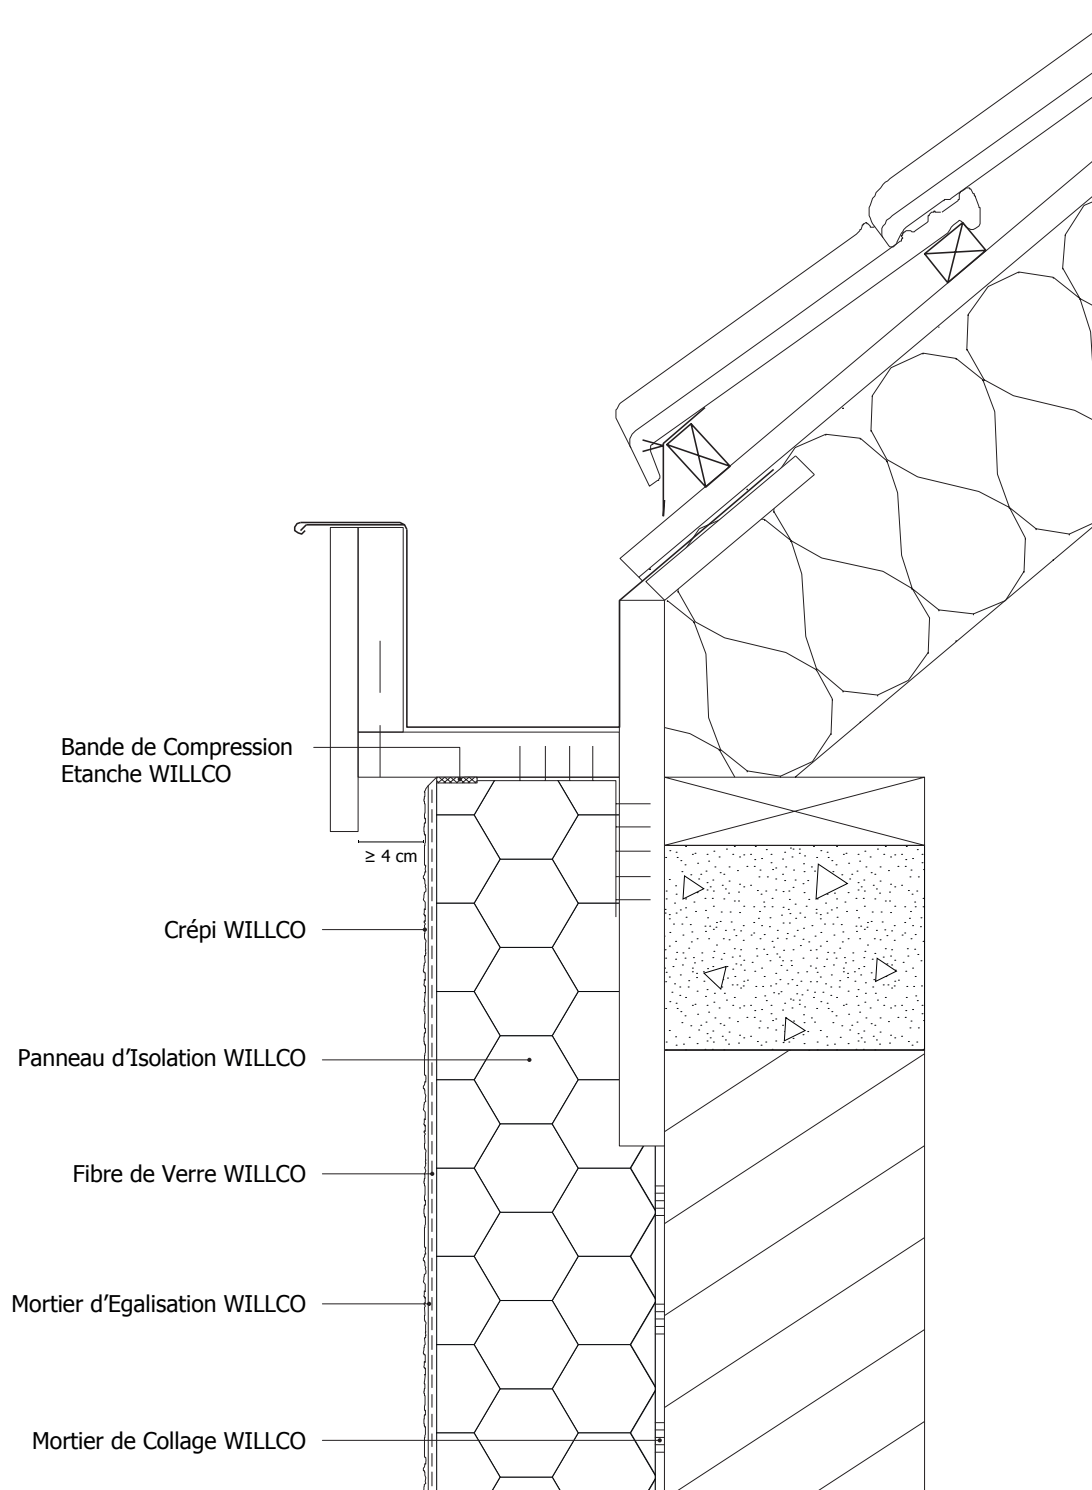 Bande de Compression
Etanche WILLCO
≥ 4 cm
Crépi WILLCO
Panneau d’Isolation WILLCO
Fibre de Verre WILLCO
Mortier d’Egalisation WILLCO
Mortier de Collage WILLCO